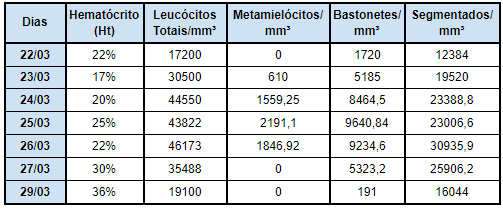 Dias Hematócrito (Ht) Leucócitos Totais/mm³ Metamielócitos/ mm³ Bastonetes/ mm³ Segmentados/ mm³
22/03 22% 17200 0 1720 12384
23/03 17% 30500 610 5185 19520
24/03 20% 44550 1559,25 8464,5 23388,8
25/03 25% 43822 2191,1 9640,84 23006,6
26/03 22% 46173 1846,92 9234,6 30935,9
27/03 30% 35488 0 5323,2 25906,2
29/03 36% 19100 0 191 16044